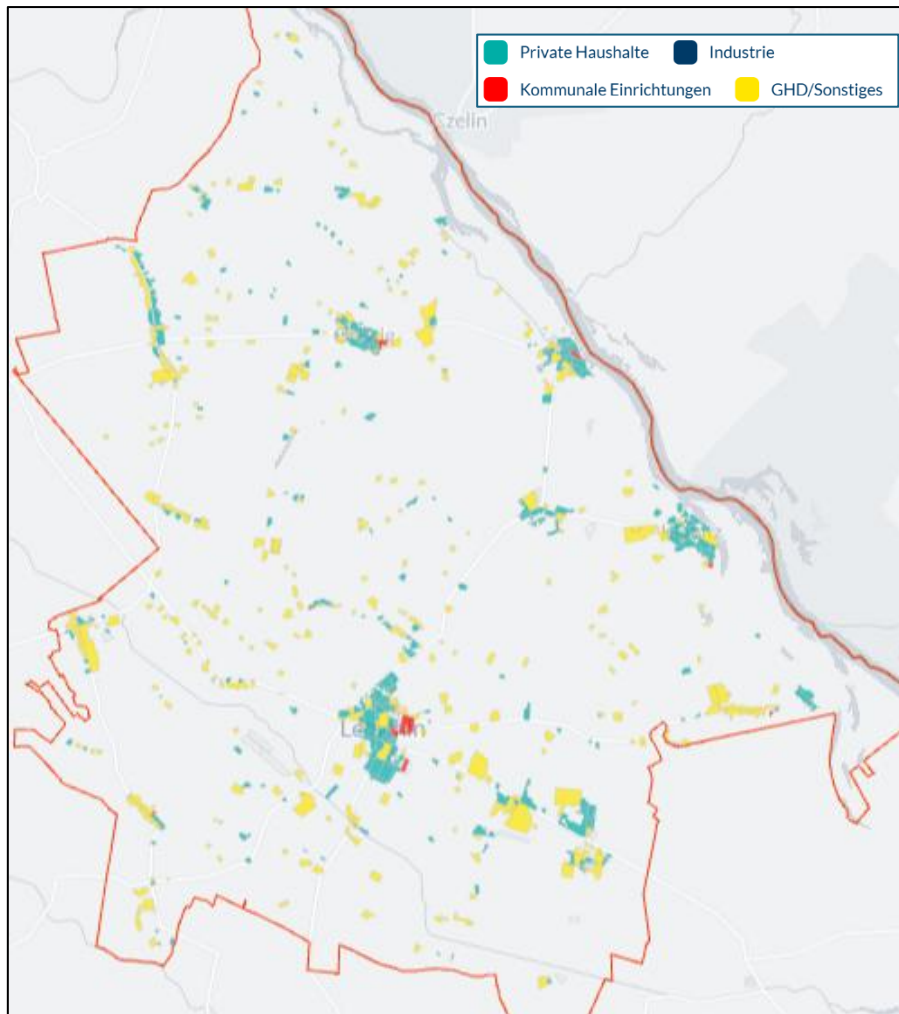 Private Haushalte
Industrie
Kommunale Einrichtungen
GHD/Sonstiges
Czelin